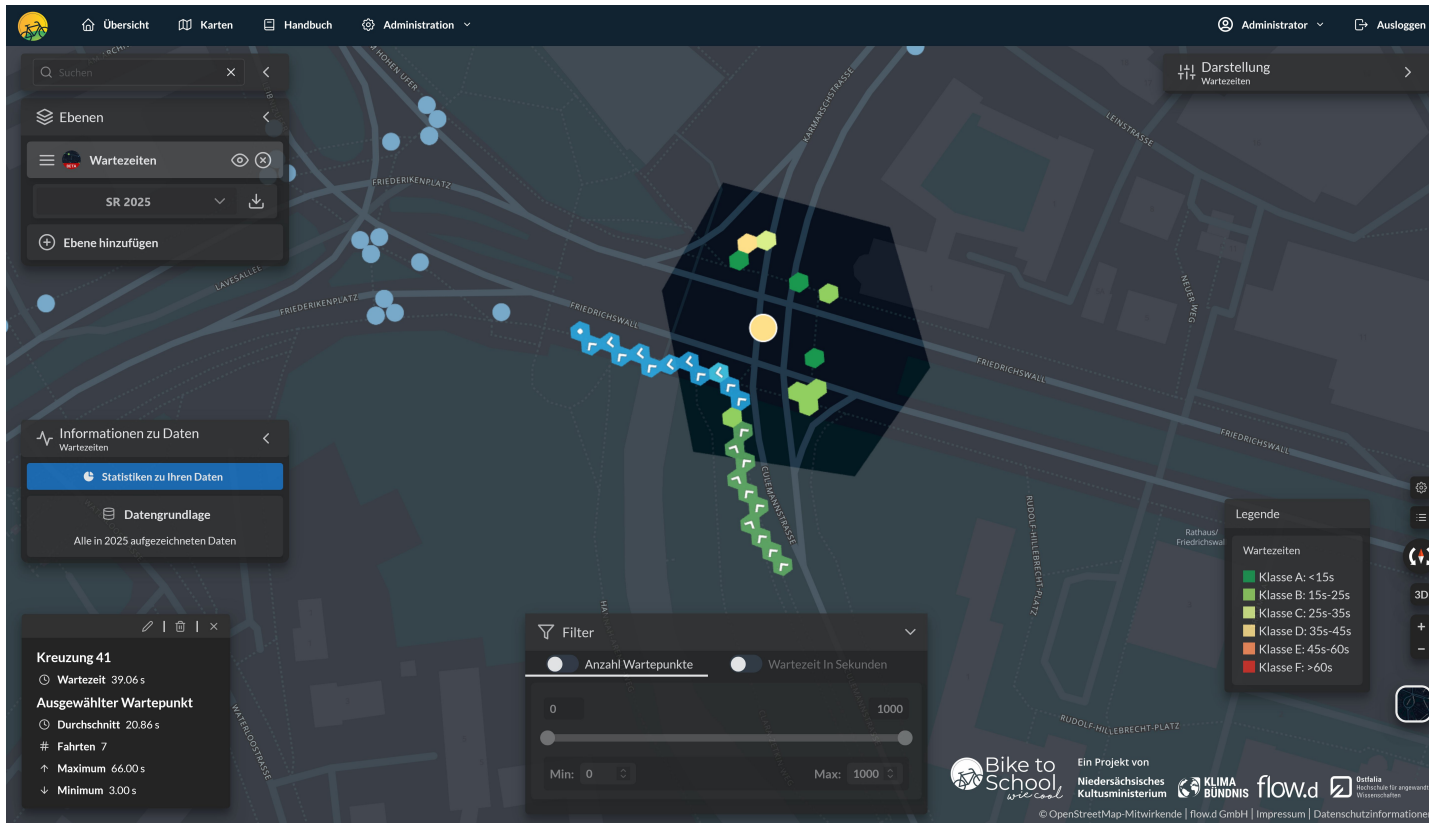 Übersicht
Karten
Handbuch
Administration
Administrator
Ausloggen
Suchen
Ebenen
BETA
Wartezeiten
SR 2025
Ebene hinzufügen
Informationen zu Daten
Wartezeiten
Statistiken zu Ihren Daten
Datengrundlage
Alle in 2025 aufgezeichneten Daten
Kreuzung 41
Wartezeit 39.06 s
Ausgewählter Wartepunkt
Durchschnitt 20.86 s
# Fahrten 7
Maximum 66.00 s
Minimum 3.00 s
Darstellung
Wartezeiten
AM HOHEN UFER
KARMARSCHSTRASSE
LEINSTRASSE
FRIEDERIKENPLATZ
LAVESALLEE
FRIEDERIKENPLATZ
FRIEDRICHSWALL
NEUER WEG
FRIEDRICHSWALL
FRIEDRICHSWALL
CULEMANNSTRASSE
RUDOLF-HILLEBRECHT-PLATZ
Rathaus/
Friedrichswal
WATERLOOSTRASSE
RUDOLF-HILLEBRECHT-PLATZ
Filter
Anzahl Wartepunkte
Wartezeit In Sekunden
0
1000
Min: 0
Max: 1000
Legende
Wartezeiten
Klasse A: <15s
Klasse B: 15s-25s
Klasse C: 25s-35s
Klasse D: 35s-45s
Klasse E: 45s-60s
Klasse F: >60s
3D
+
−
Bike to
School
wie cool
Ein Projekt von
Niedersächsisches
Kultusministerium
KLIMA
BÜNDNIS
flow.d
Ostfalia
Hochschule für angewandt
Wissenschaften
© OpenStreetMap-Mitwirkende | flow.d GmbH | Impressum | Datenschutzinformationen